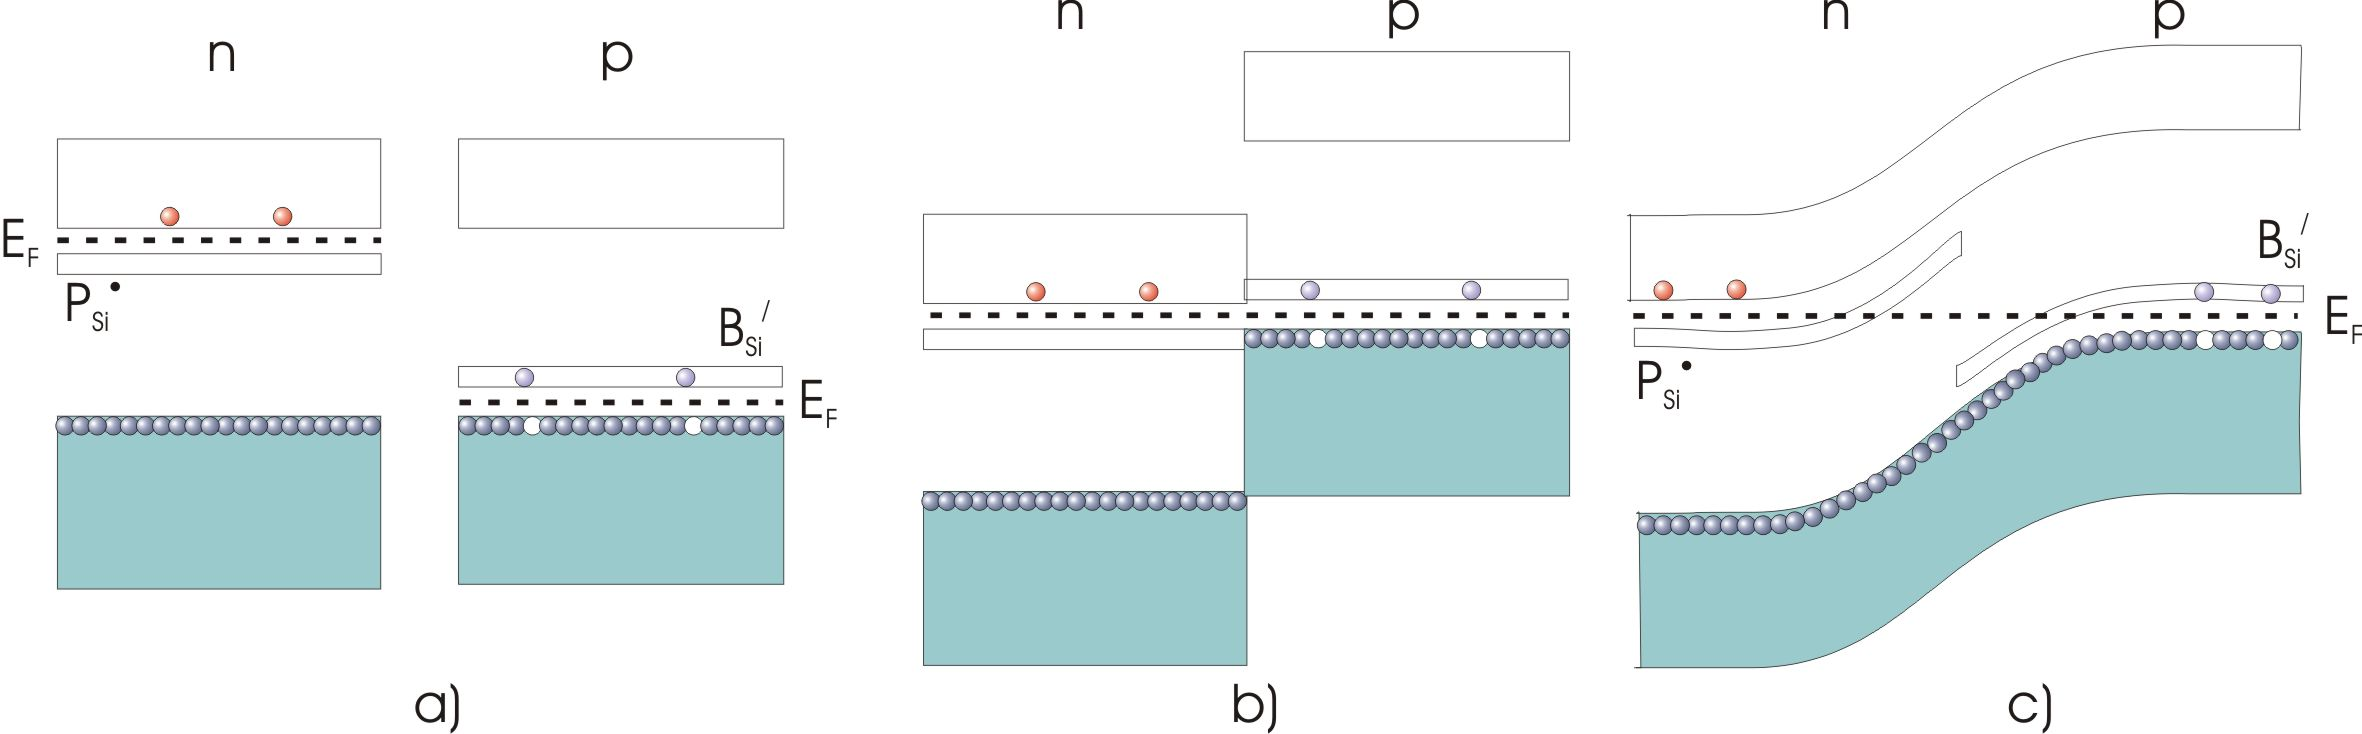 n p
E_F
P_Si •
B_Si /
E_F
a)
n p
b)
n p
P_Si •
B_Si /
E_F
c)